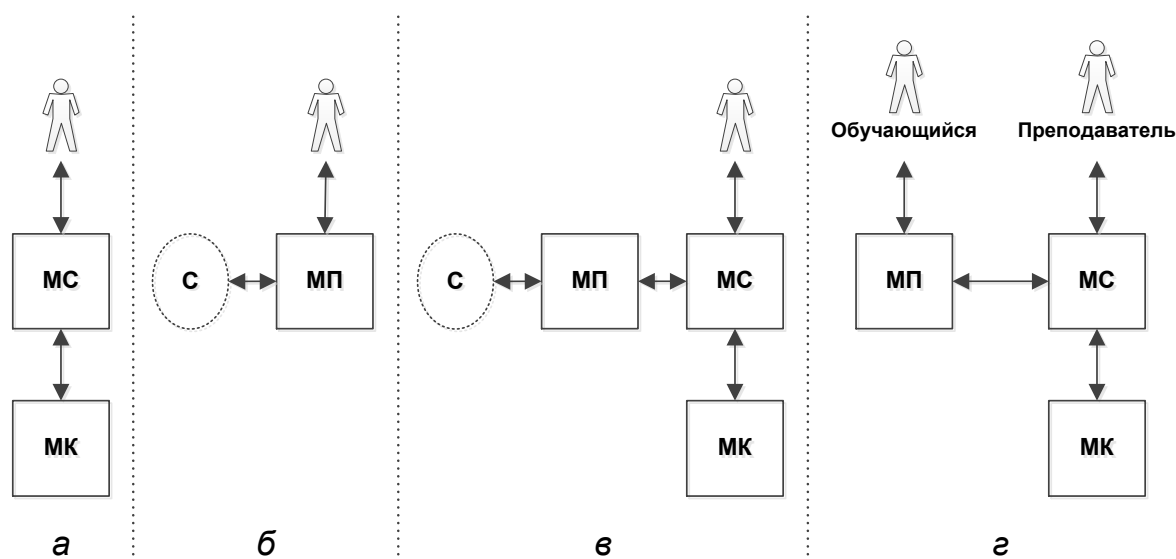 Обучающийся Преподаватель
МС С МП С МП МС МП МС
МК МК МК
а б в г